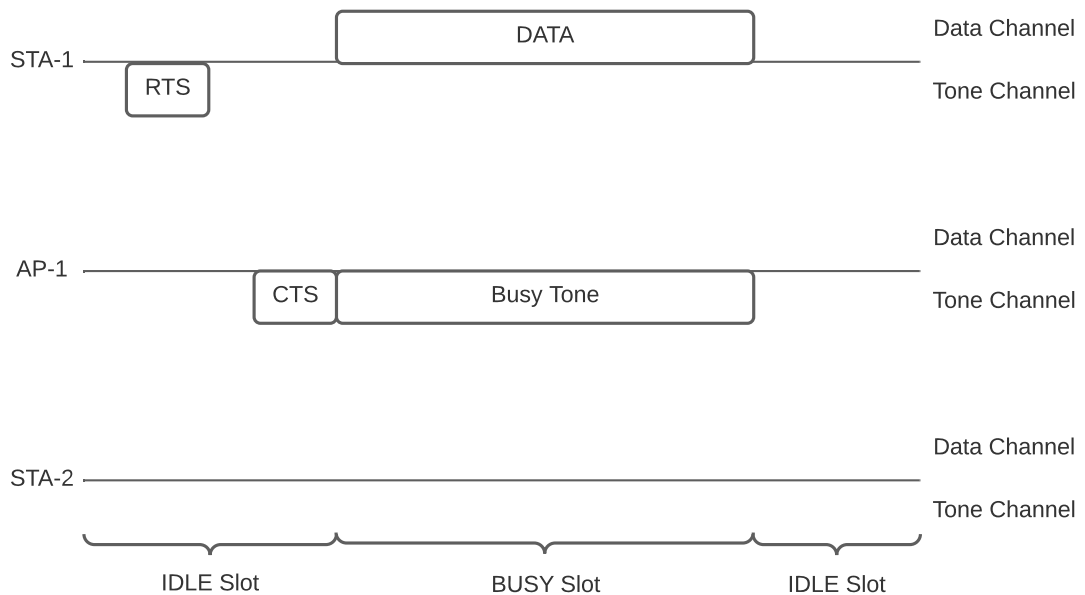 DATA
Data Channel
STA-1
RTS
Tone Channel
Data Channel
AP-1
CTS
Busy Tone
Tone Channel
Data Channel
STA-2
Tone Channel
IDLE Slot
BUSY Slot
IDLE Slot